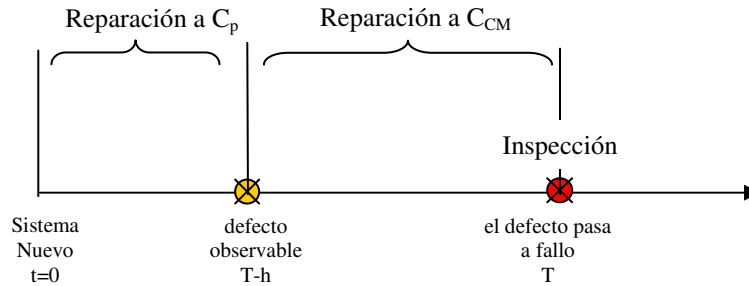 Reparación a Cp
Reparación a CCM
Inspección
Sistema
Nuevo
t=0
defecto
observable
T-h
el defecto pasa
a fallo
T